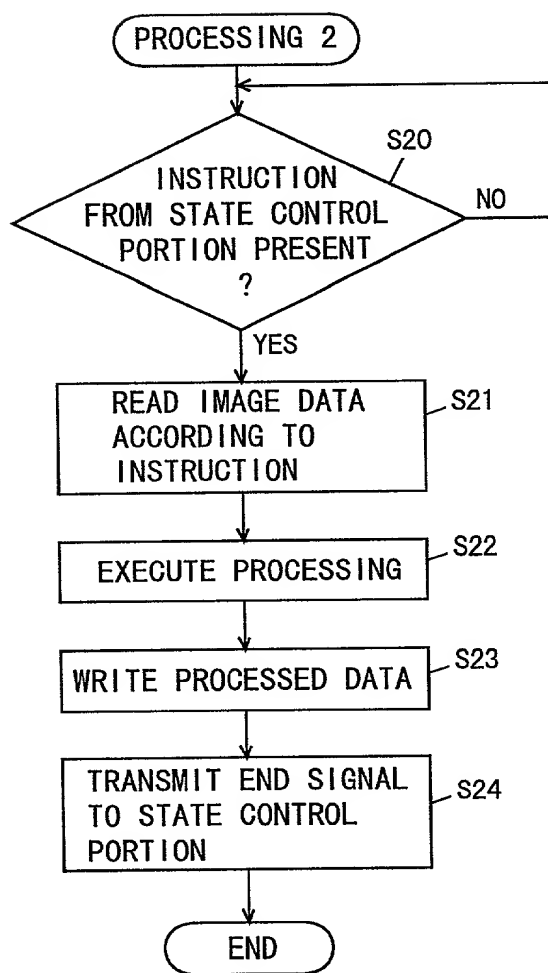 PROCESSING 2
S20
INSTRUCTION
FROM STATE CONTROL
PORTION PRESENT
?
NO
YES
READ IMAGE DATA
ACCORDING TO
INSTRUCTION
S21
EXECUTE PROCESSING
S22
WRITE PROCESSED DATA
S23
TRANSMIT END SIGNAL
TO STATE CONTROL
PORTION
S24
END